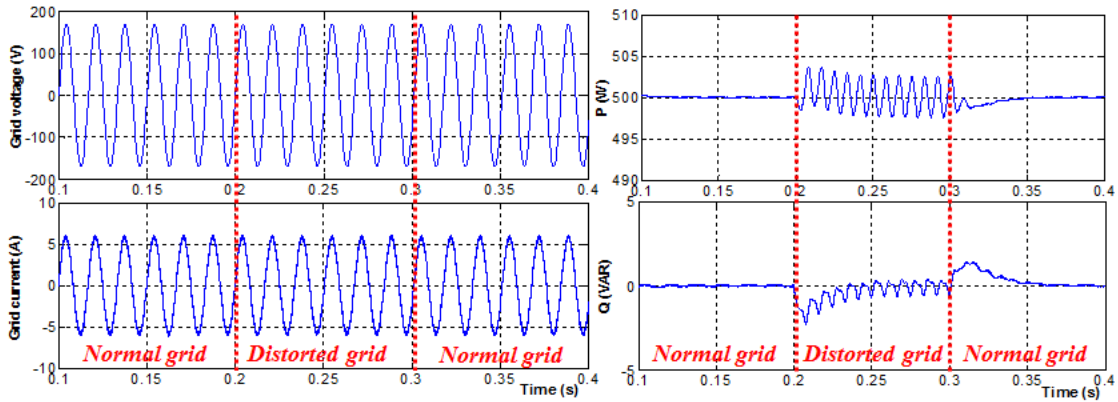 Grid voltage (V)
200
100
0
-100
-200
0.1 0.15 0.2 0.25 0.3 0.35 0.4
Grid current (A)
10
5
0
-5
-10
Normal grid Distorted grid Normal grid
0.1 0.15 0.2 0.25 0.3 0.35 0.4
Time (s)
P (W)
510
505
500
495
490
0.1 0.15 0.2 0.25 0.3 0.35 0.4
Q (VAR)
5
0
-5
Normal grid Distorted grid Normal grid
0.1 0.15 0.2 0.25 0.3 0.35 0.4
Time (s)